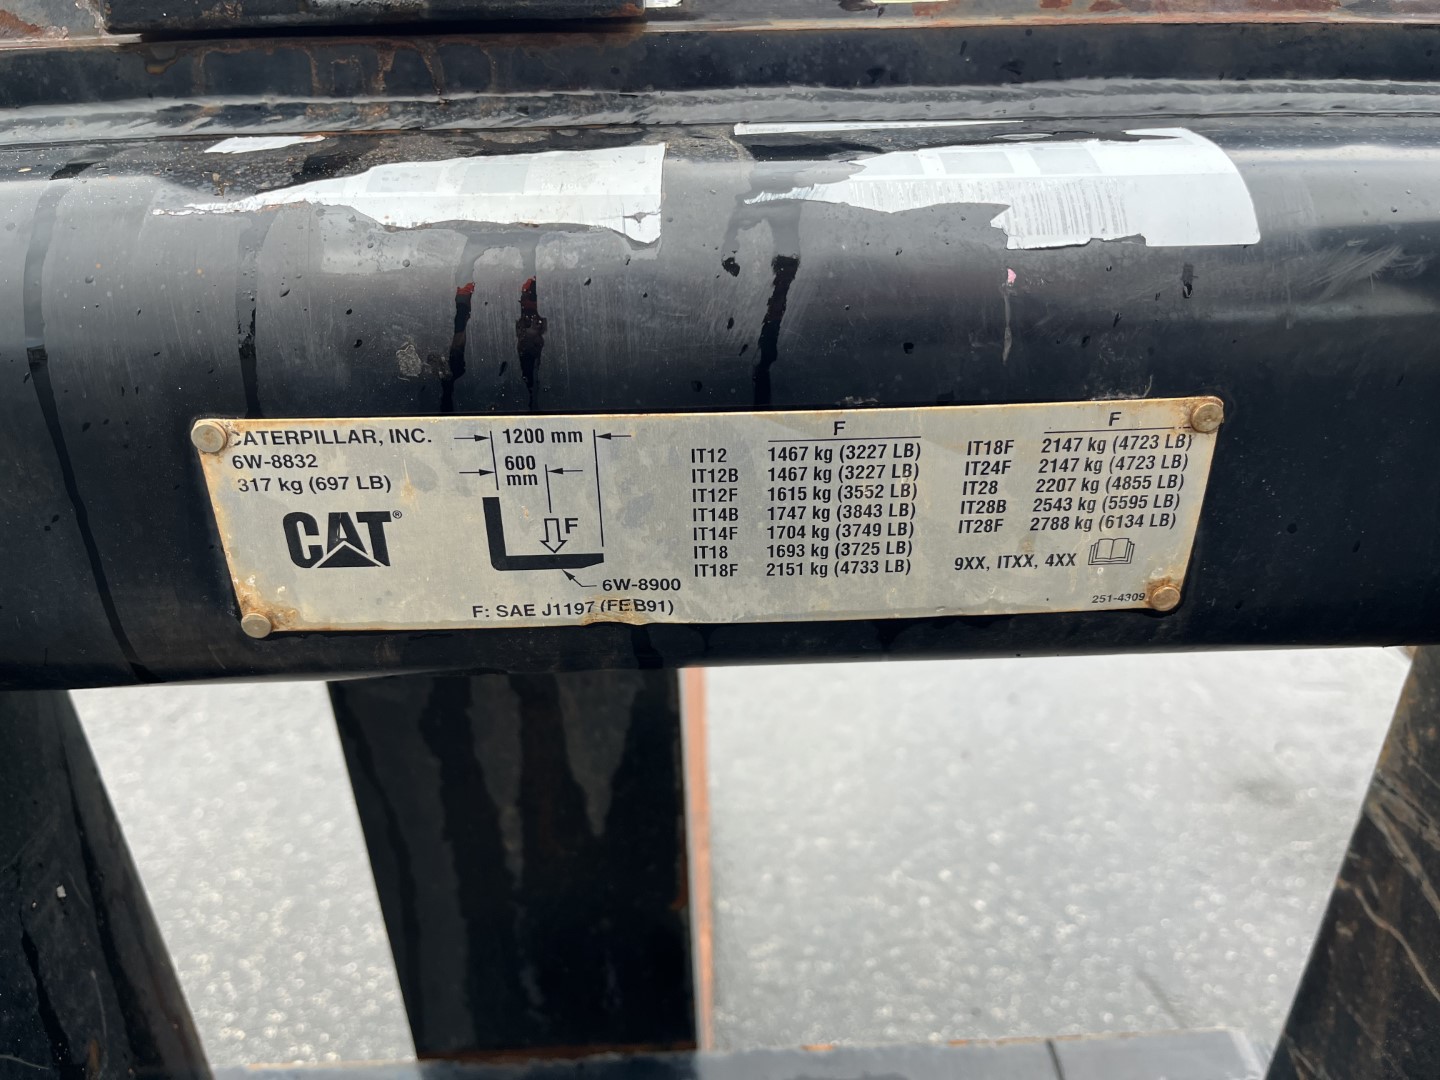 CATERPILLAR, INC.
6W-8832
317 kg (697 LB)
CAT®
1200 mm
600
mm
F
6W-8900
F: SAE J1197 (FEB91)
F
IT12 1467 kg (3227 LB)
IT12B 1467 kg (3227 LB)
IT12F 1615 kg (3552 LB)
IT14B 1747 kg (3843 LB)
IT14F 1704 kg (3749 LB)
IT18 1693 kg (3725 LB)
IT18F 2151 kg (4733 LB)
F
IT18F 2147 kg (4723 LB)
IT24F 2147 kg (4723 LB)
IT28 2207 kg (4855 LB)
IT28B 2543 kg (5595 LB)
IT28F 2788 kg (6134 LB)
9XX, ITXX, 4XX
251-4309